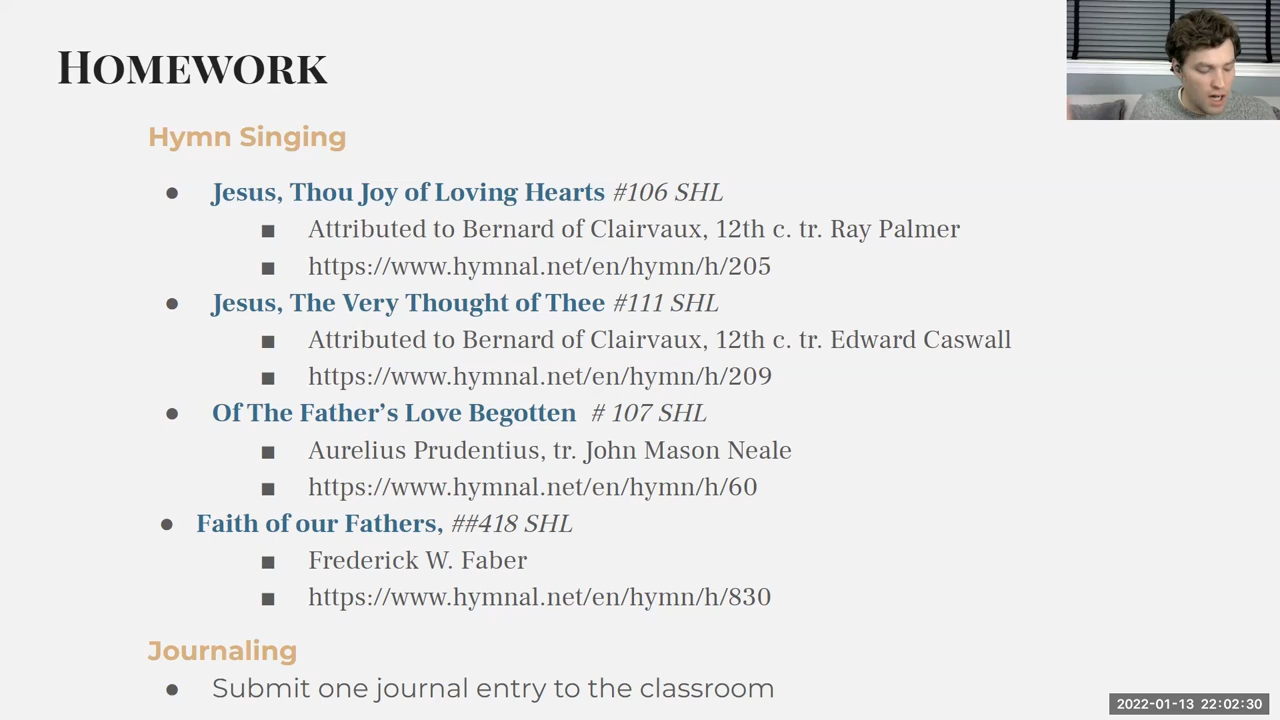 Homework
Hymn Singing
● Jesus, Thou Joy of Loving Hearts #106 SHL
■ Attributed to Bernard of Clairvaux, 12th c. tr. Ray Palmer
■ https://www.hymnal.net/en/hymn/h/205
● Jesus, The Very Thought of Thee #111 SHL
■ Attributed to Bernard of Clairvaux, 12th c. tr. Edward Caswall
■ https://www.hymnal.net/en/hymn/h/209
● Of The Father’s Love Begotten # 107 SHL
■ Aurelius Prudentius, tr. John Mason Neale
■ https://www.hymnal.net/en/hymn/h/60
● Faith of our Fathers, ##418 SHL
■ Frederick W. Faber
■ https://www.hymnal.net/en/hymn/h/830
Journaling
● Submit one journal entry to the classroom
2022-01-13 22:02:30